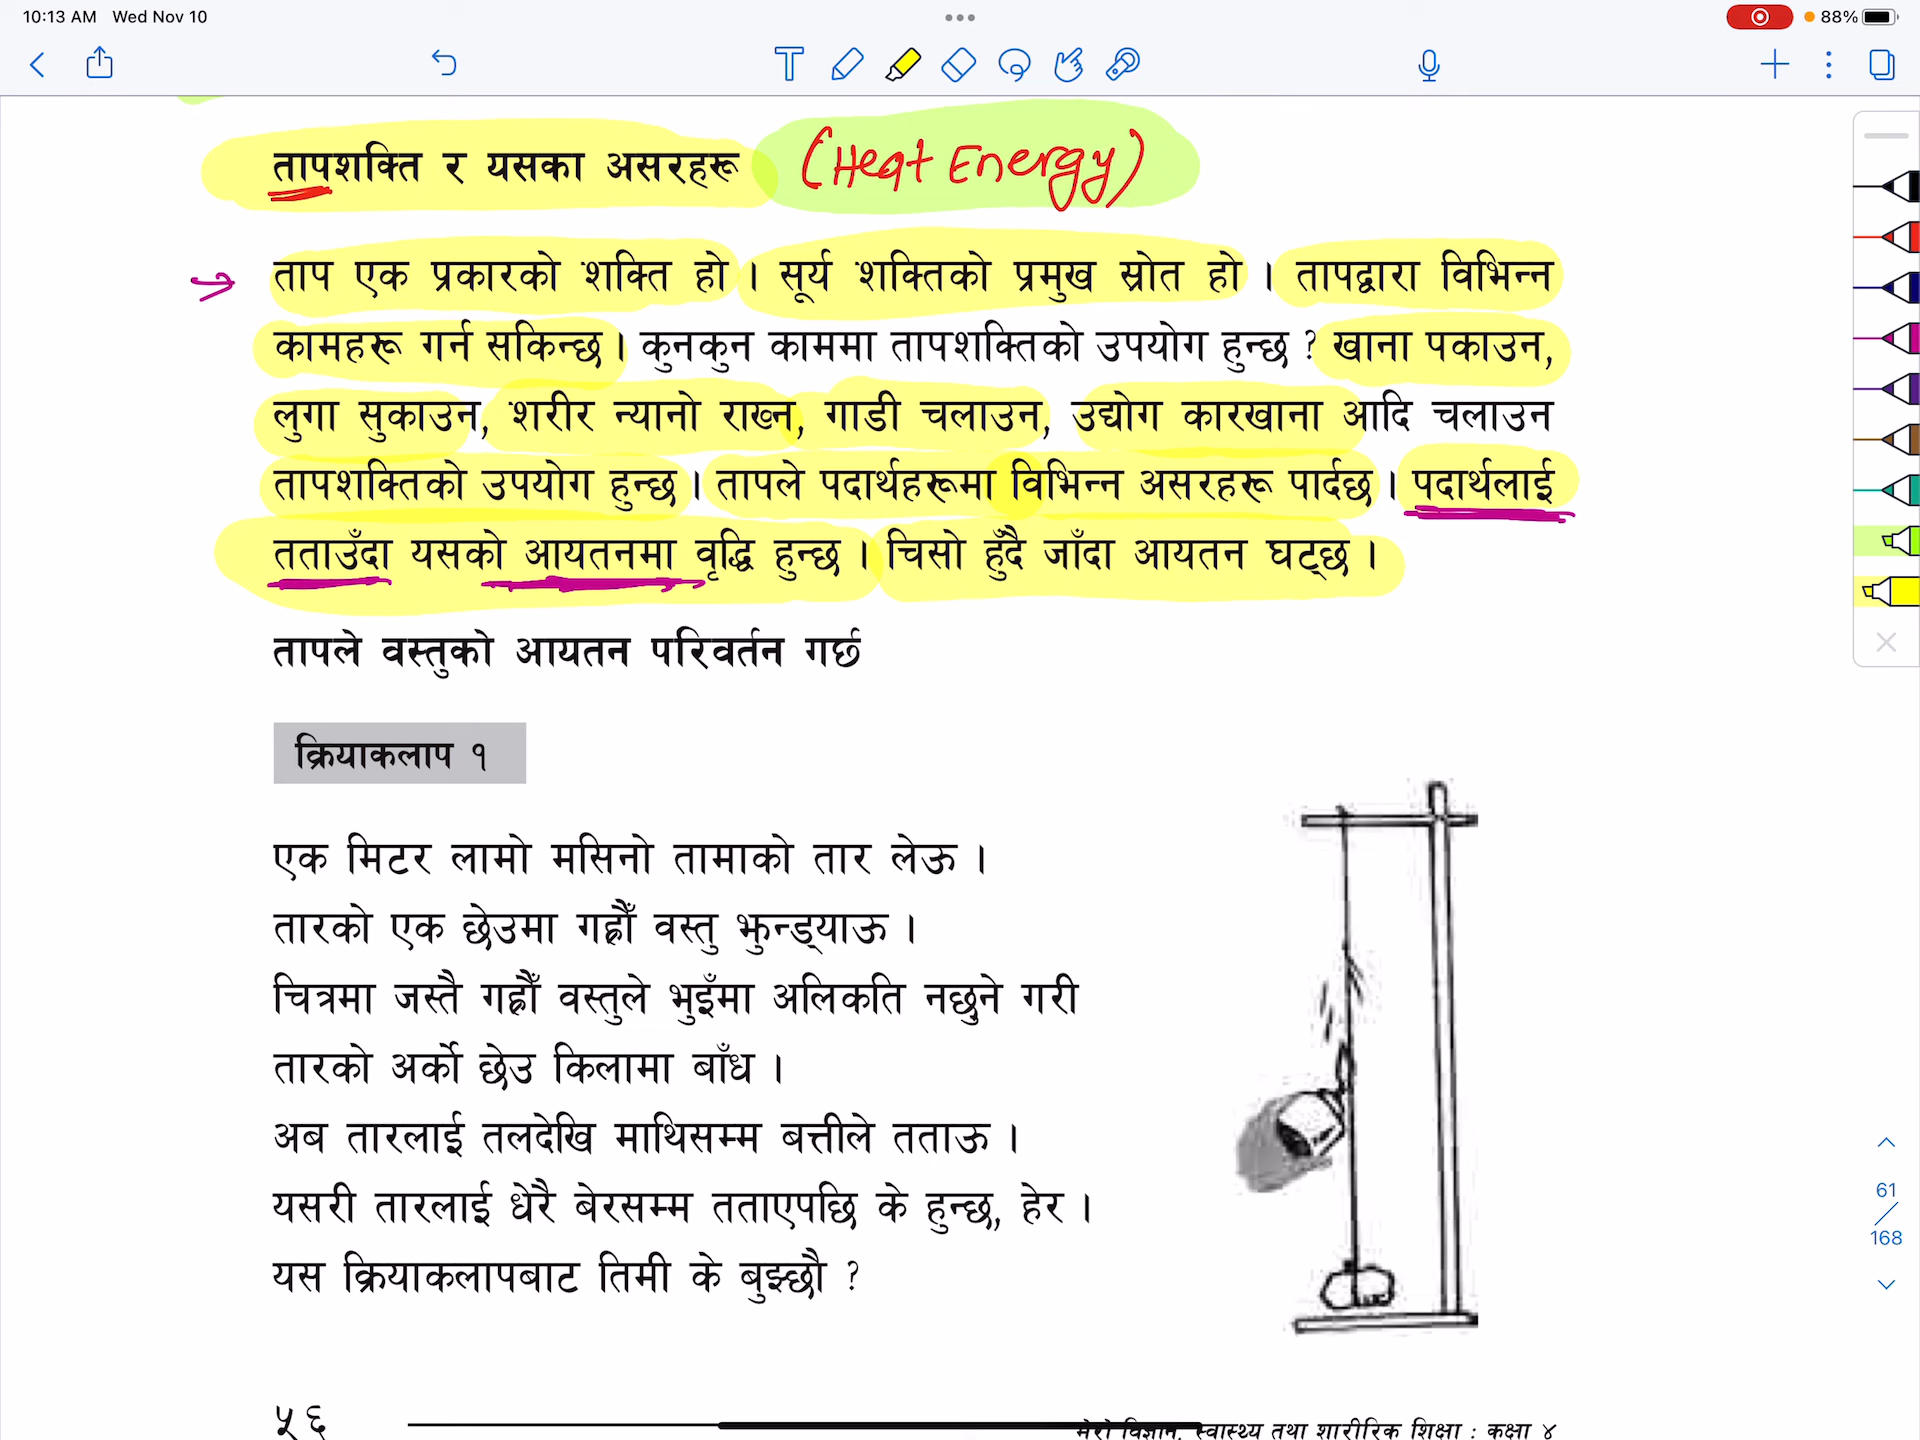 10:13 AM Wed Nov 10
88%
तापशक्ति र यसका असरहरू (Heat Energy)
ताप एक प्रकारको शक्ति हो । सूर्य शक्तिको प्रमुख स्रोत हो । तापद्वारा विभिन्न
कामहरू गर्न सकिन्छ । कुनकुन काममा तापशक्तिको उपयोग हुन्छ ? खाना पकाउन,
लुगा सुकाउन, शरीर न्यानो राख्न, गाडी चलाउन, उद्योग कारखाना आदि चलाउन
तापशक्तिको उपयोग हुन्छ । तापले पदार्थहरूमा विभिन्न असरहरू पार्दछ । पदार्थलाई
तताउँदा यसको आयतनमा वृद्धि हुन्छ । चिसो हुँदै जाँदा आयतन घट्छ ।
तापले वस्तुको आयतन परिवर्तन गर्छ
क्रियाकलाप १
एक मिटर लामो मसिनो तामाको तार लेऊ ।
तारको एक छेउमा गह्रौँ वस्तु झुन्ड्याऊ ।
चित्रमा जस्तै गह्रौँ वस्तुले भुइँमा अलिकति नछुने गरी
तारको अर्को छेउ किलामा बाँध ।
अब तारलाई तलदेखि माथिसम्म बत्तीले तताऊ ।
यसरी तारलाई धेरै बेरसम्म तताएपछि के हुन्छ, हेर ।
यस क्रियाकलापबाट तिमी के बुझ्छौ ?
61
/
168
५६ मेरो विज्ञान, स्वास्थ्य तथा शारीरिक शिक्षा : कक्षा ४